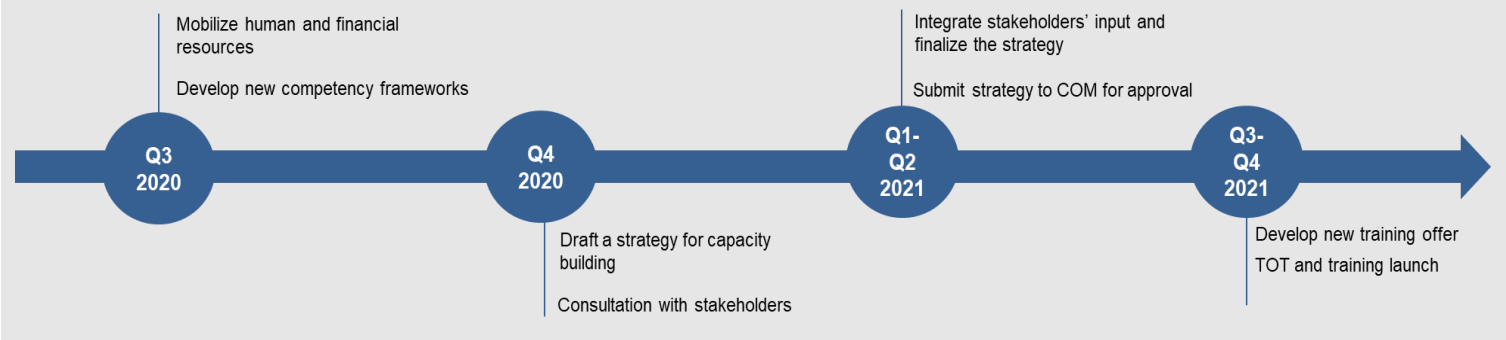 Mobilize human and financial
resources
Develop new competency frameworks
Q3
2020
Q4
2020
Draft a strategy for capacity
building
Consultation with stakeholders
Integrate stakeholders’ input and
finalize the strategy
Submit strategy to COM for approval
Q1-
Q2
2021
Q3-
Q4
2021
Develop new training offer
TOT and training launch